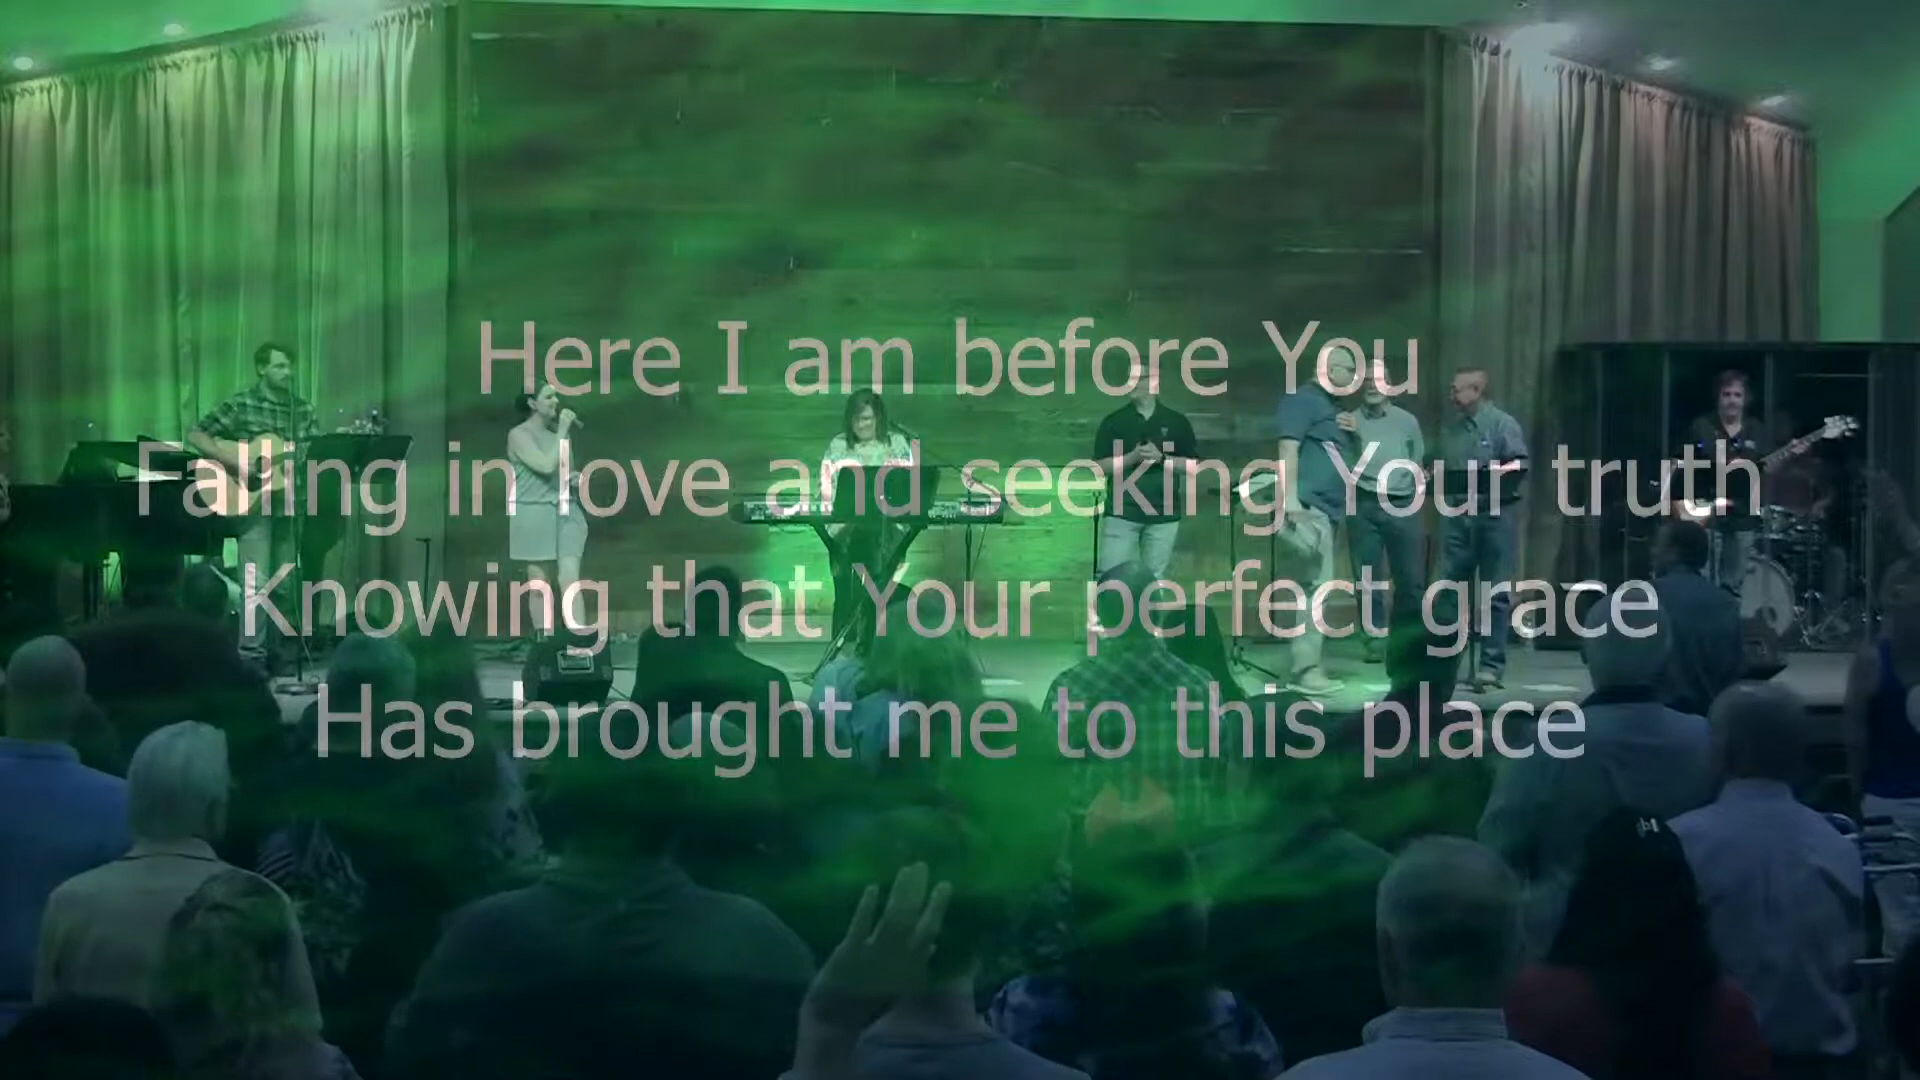 Here I am before You
Falling in love and seeking Your truth
Knowing that Your perfect grace
Has brought me to this place